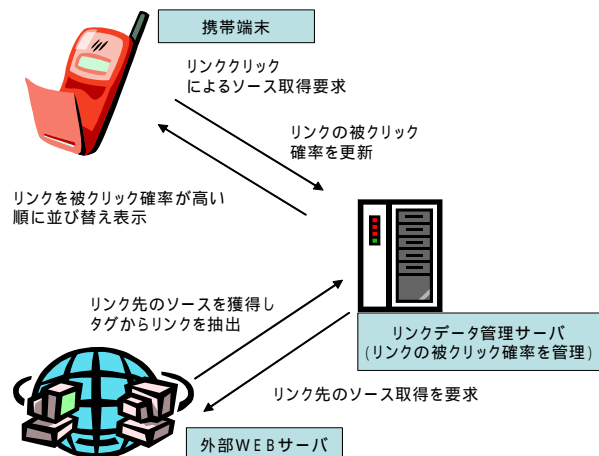 携帯端末
リンククリック
によるソース取得要求
リンクの被クリック
確率を更新
リンクを被クリック確率が高い
順に並び替え表示
リンク先のソースを獲得し
タグからリンクを抽出
リンクデータ管理サーバ
(リンクの被クリック確率を管理)
リンク先のソース取得を要求
外部WEBサーバ